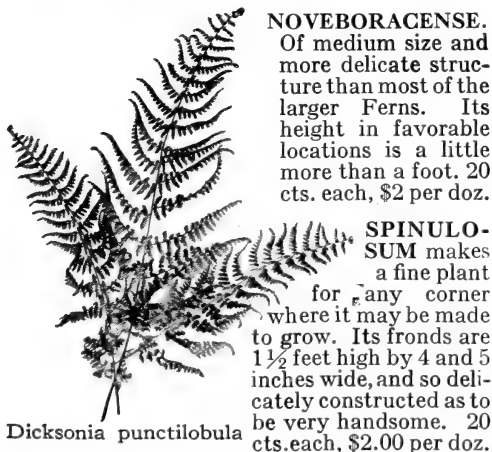 NOVEBORACENSE.
Of medium size and
more delicate struc-
ture than most of the
larger Ferns. Its
height in favorable
locations is a little
more than a foot. 20
cts. each, $2 per doz.
SPINULO-
SUM makes
a fine plant
for any corner
where it may be made
to grow. Its fronds are
1½ feet high by 4 and 5
inches wide, and so deli-
cately constructed as to
be very handsome. 20
cts.each, $2.00 per doz.
Dicksonia punctilobula